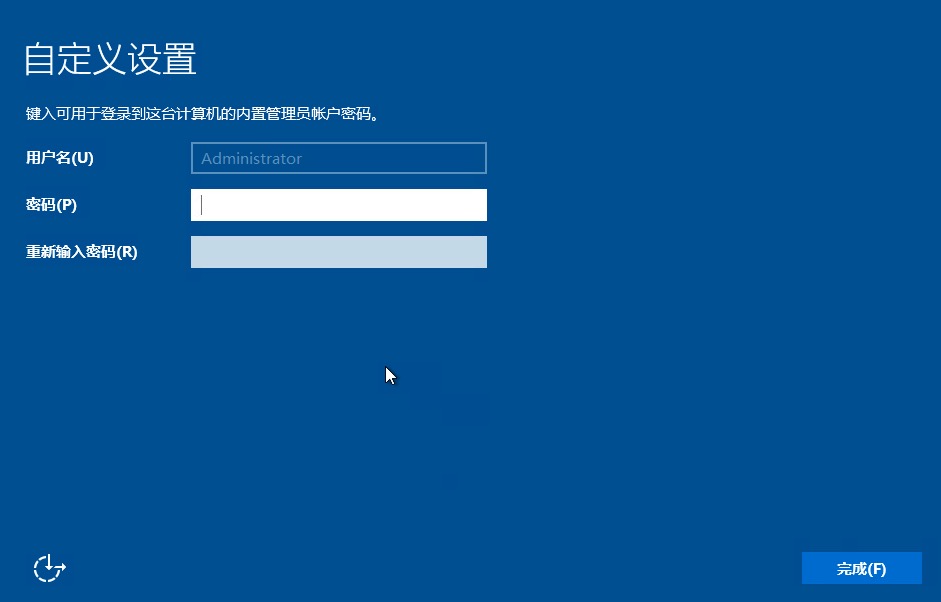 自定义设置
键入可用于登录到这台计算机的内置管理员帐户密码。
用户名(U)
Administrator
密码(P)
重新输入密码(R)
完成(F)